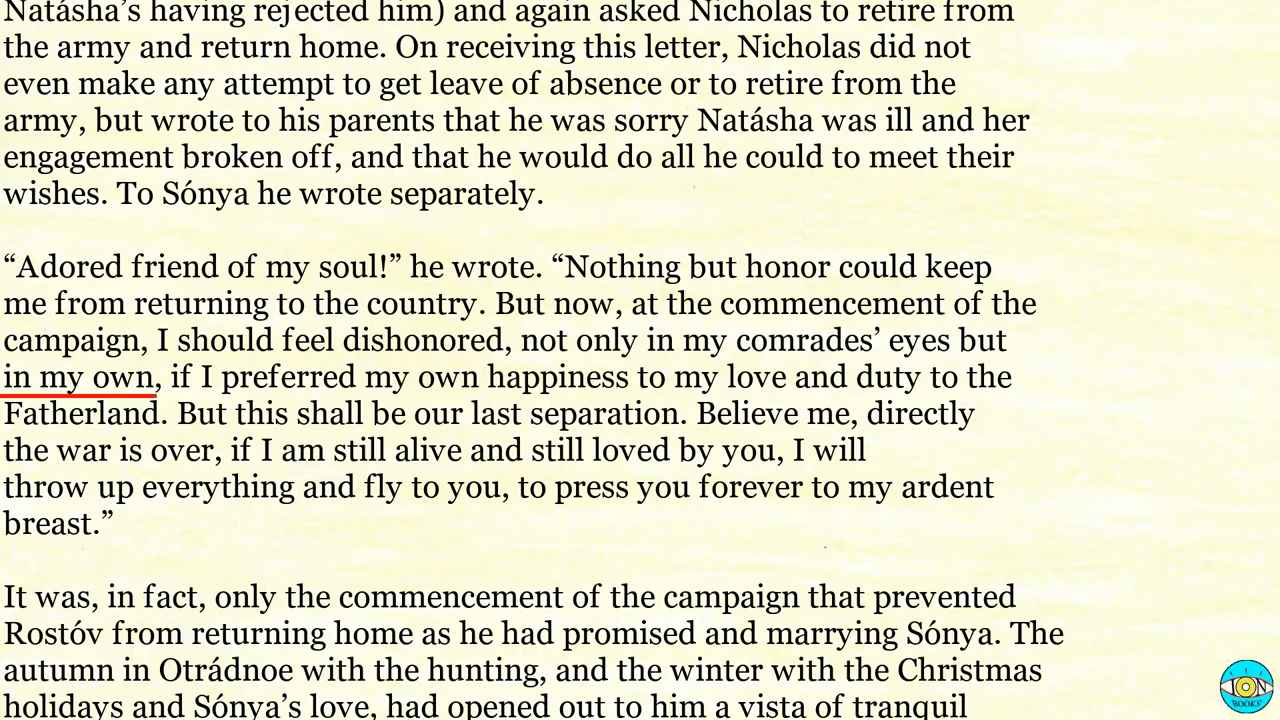 Natásha’s having rejected him) and again asked Nicholas to retire from
the army and return home. On receiving this letter, Nicholas did not
even make any attempt to get leave of absence or to retire from the
army, but wrote to his parents that he was sorry Natásha was ill and her
engagement broken off, and that he would do all he could to meet their
wishes. To Sónya he wrote separately.
“Adored friend of my soul!” he wrote. “Nothing but honor could keep
me from returning to the country. But now, at the commencement of the
campaign, I should feel dishonored, not only in my comrades’ eyes but
in my own, if I preferred my own happiness to my love and duty to the
Fatherland. But this shall be our last separation. Believe me, directly
the war is over, if I am still alive and still loved by you, I will
throw up everything and fly to you, to press you forever to my ardent
breast.”
It was, in fact, only the commencement of the campaign that prevented
Rostóv from returning home as he had promised and marrying Sónya. The
autumn in Otrádnoe with the hunting, and the winter with the Christmas
holidays and Sónya’s love, had opened out to him a vista of tranquil
ION
BOOKS